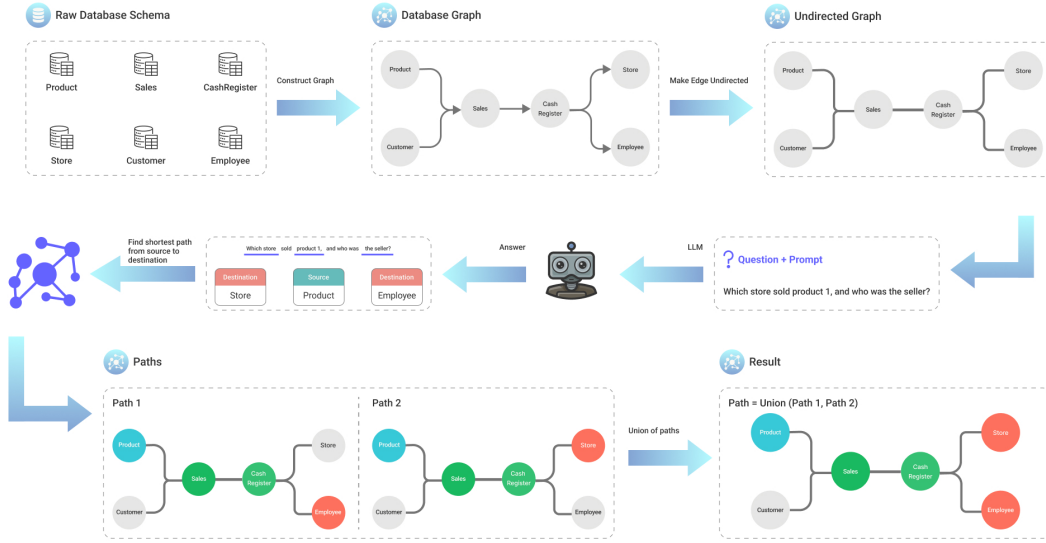 Raw Database Schema
Product
Sales
CashRegister
Store
Customer
Employee
Construct Graph
Database Graph
Product
Customer
Sales
Cash
Register
Store
Employee
Make Edge Undirected
Undirected Graph
Product
Customer
Sales
Cash
Register
Store
Employee
Find shortest path
from source to
destination
Which store sold product 1, and who was the seller?
Destination
Store
Source
Product
Destination
Employee
Answer
LLM
? Question + Prompt
Which store sold product 1, and who was the seller?
Paths
Path 1
Product
Customer
Sales
Cash
Register
Store
Employee
Path 2
Product
Customer
Sales
Cash
Register
Store
Employee
Union of paths
Result
Path = Union (Path 1, Path 2)
Product
Customer
Sales
Cash
Register
Store
Employee